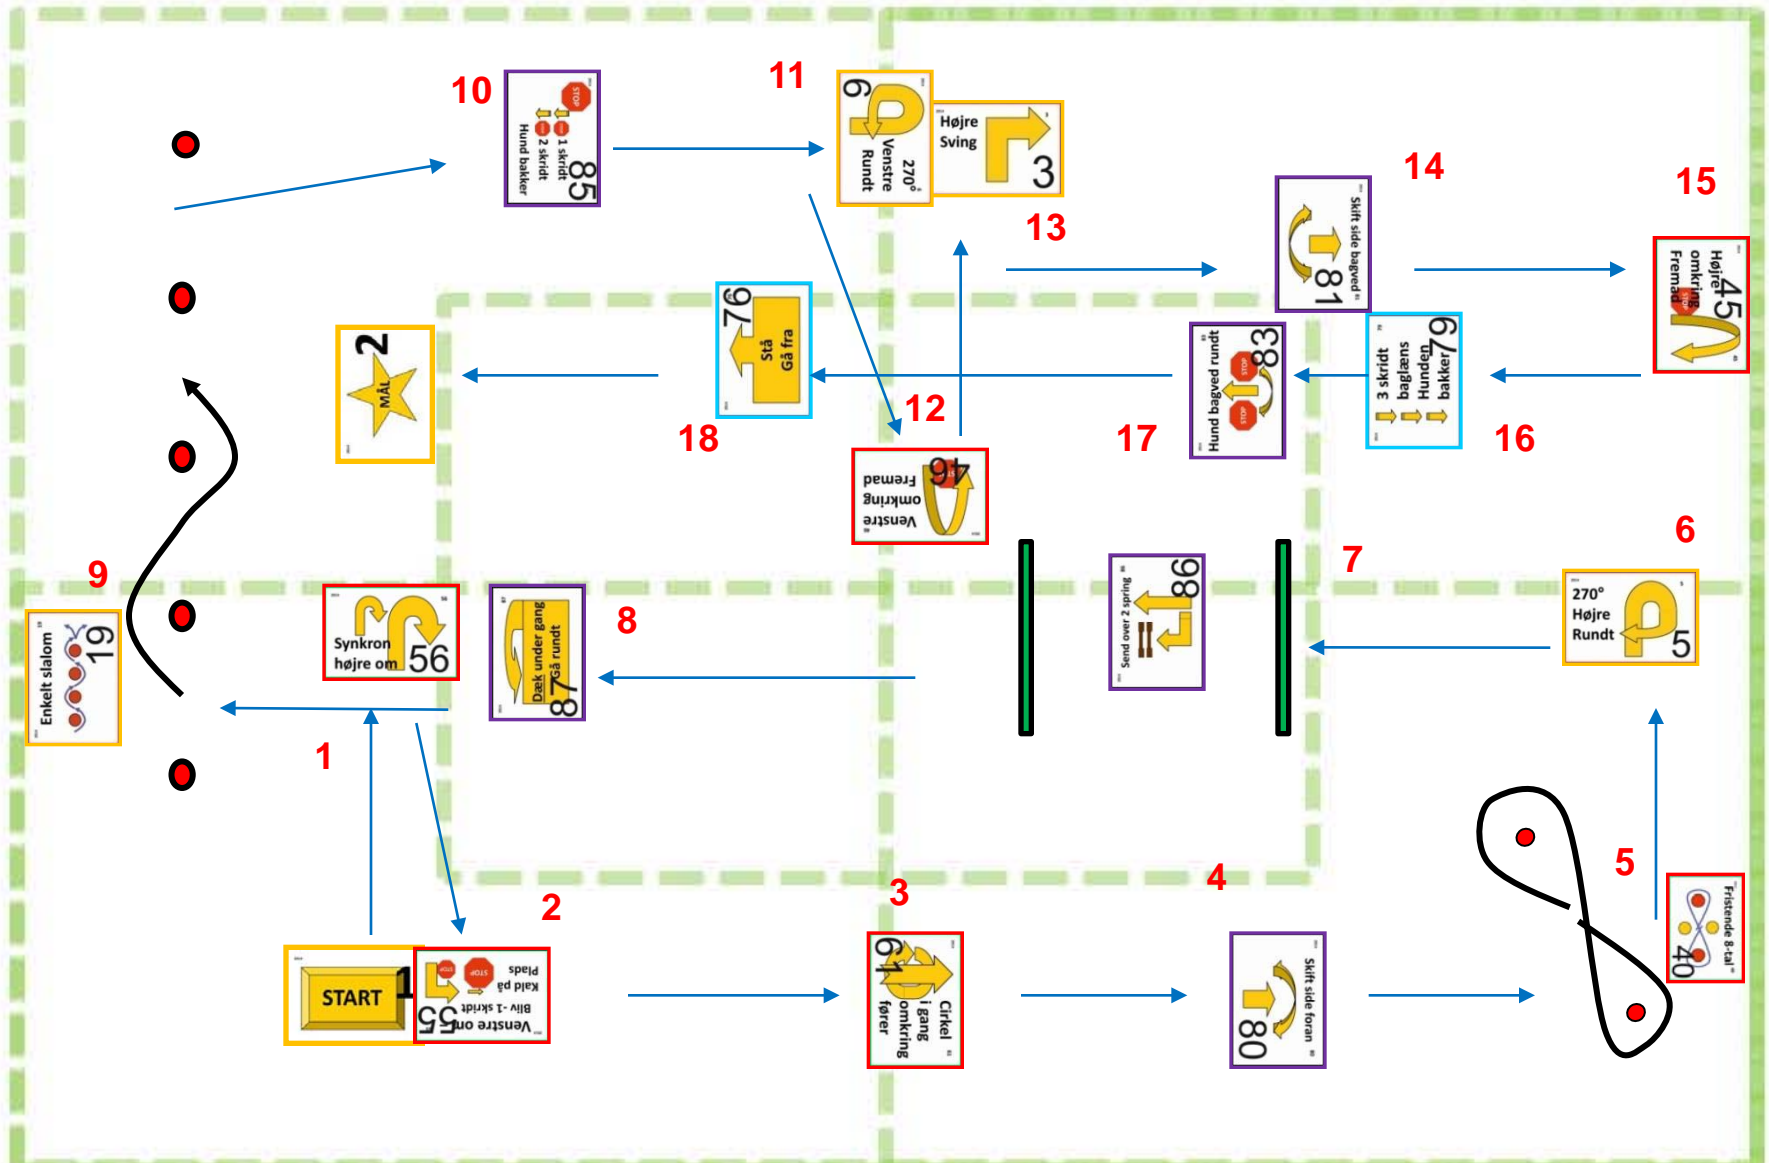 10
STOP
1 skridt
2 skridt
Hund bakker
85
11
6
270°
Venstre
Rundt
Højre
Sving
3
13
14
Skift side bagved
81
15
Højre
omkring
Fremad
45
76
Stå
Gå fra
18
2
MÅL
12
46
Venstre
omkring
Fremad
17
Hund bagved rundt
STOP
STOP
83
79
3 skridt
baglæns
Hunden
bakker
16
9
Enkelt slalom
19
Synkron
højre om
56
Dæk under gang
Gå rundt
87
8
Send over 2 spring
86
7
6
270°
Højre
Rundt
5
1
START
1
2
STOP
Venstre om
Bliv -1 skridt
Kald på
Plads
55
3
61
Cirkel
i gang
omkring
fører
4
Skift side foran
80
5
"Fristende 8-tal"
40